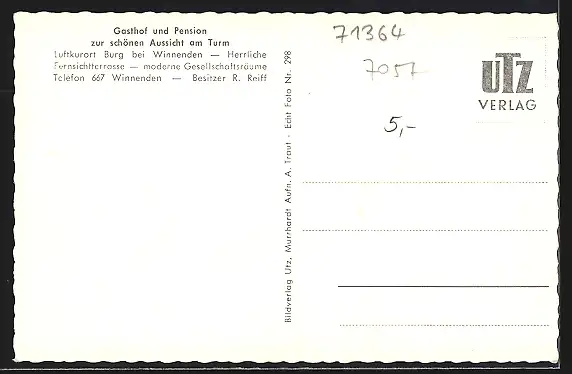 Gasthof und Pension
zur schönen Aussicht am Turm
Luftkurort Burg bei Winnenden — Herrliche
Fernsichtterrasse — moderne Gesellschaftsräume
Telefon 667 Winnenden — Besitzer R. Reiff
Bildverlag Utz, Murrhardt Aufn. A. Traut - Echt Foto Nr. 298
71364
7057
5,-
UTZ
VERLAG